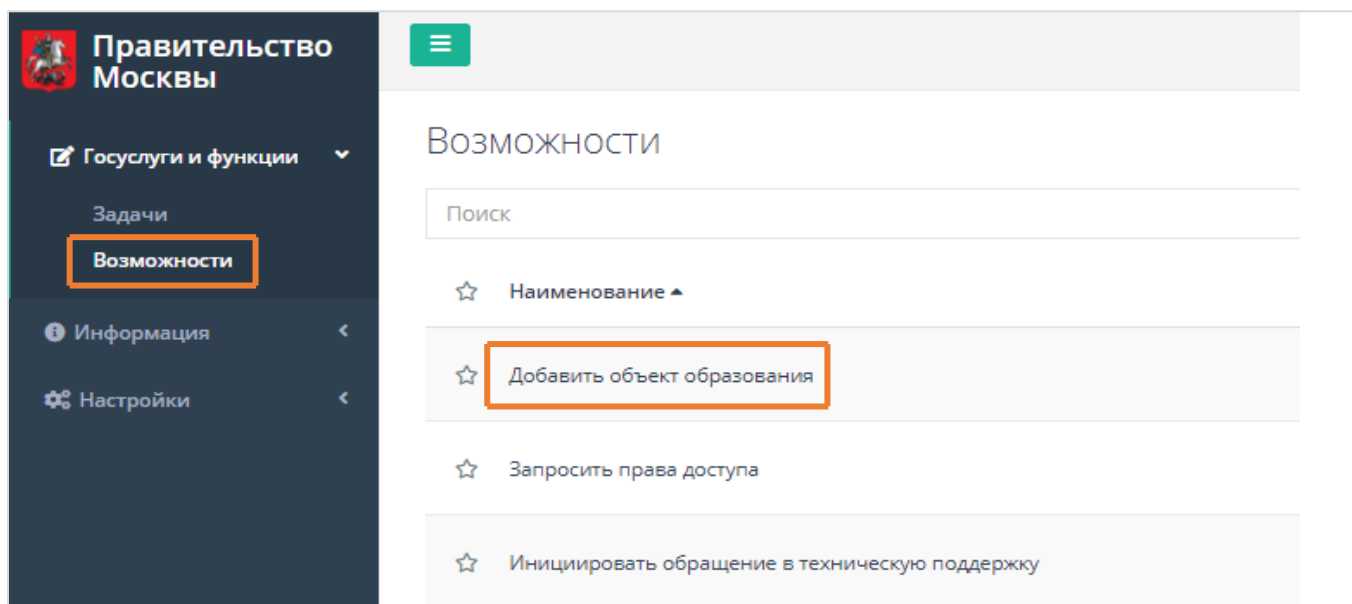 Правительство
Москвы
Госуслуги и функции
Задачи
Возможности
Информация
Настройки
Возможности
Поиск
Наименование
Добавить объект образования
Запросить права доступа
Инициировать обращение в техническую поддержку